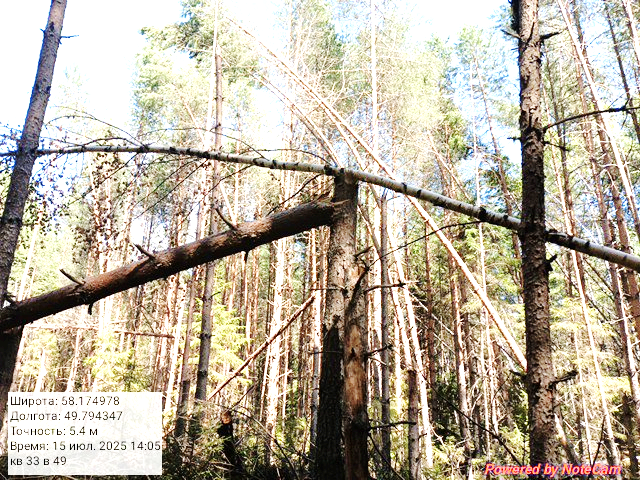 Широта: 58.174978
Долгота: 49.794347
Точность: 5.4 м
Время: 15 июл. 2025 14:05
кв 33 в 49
Powered by NoteCam